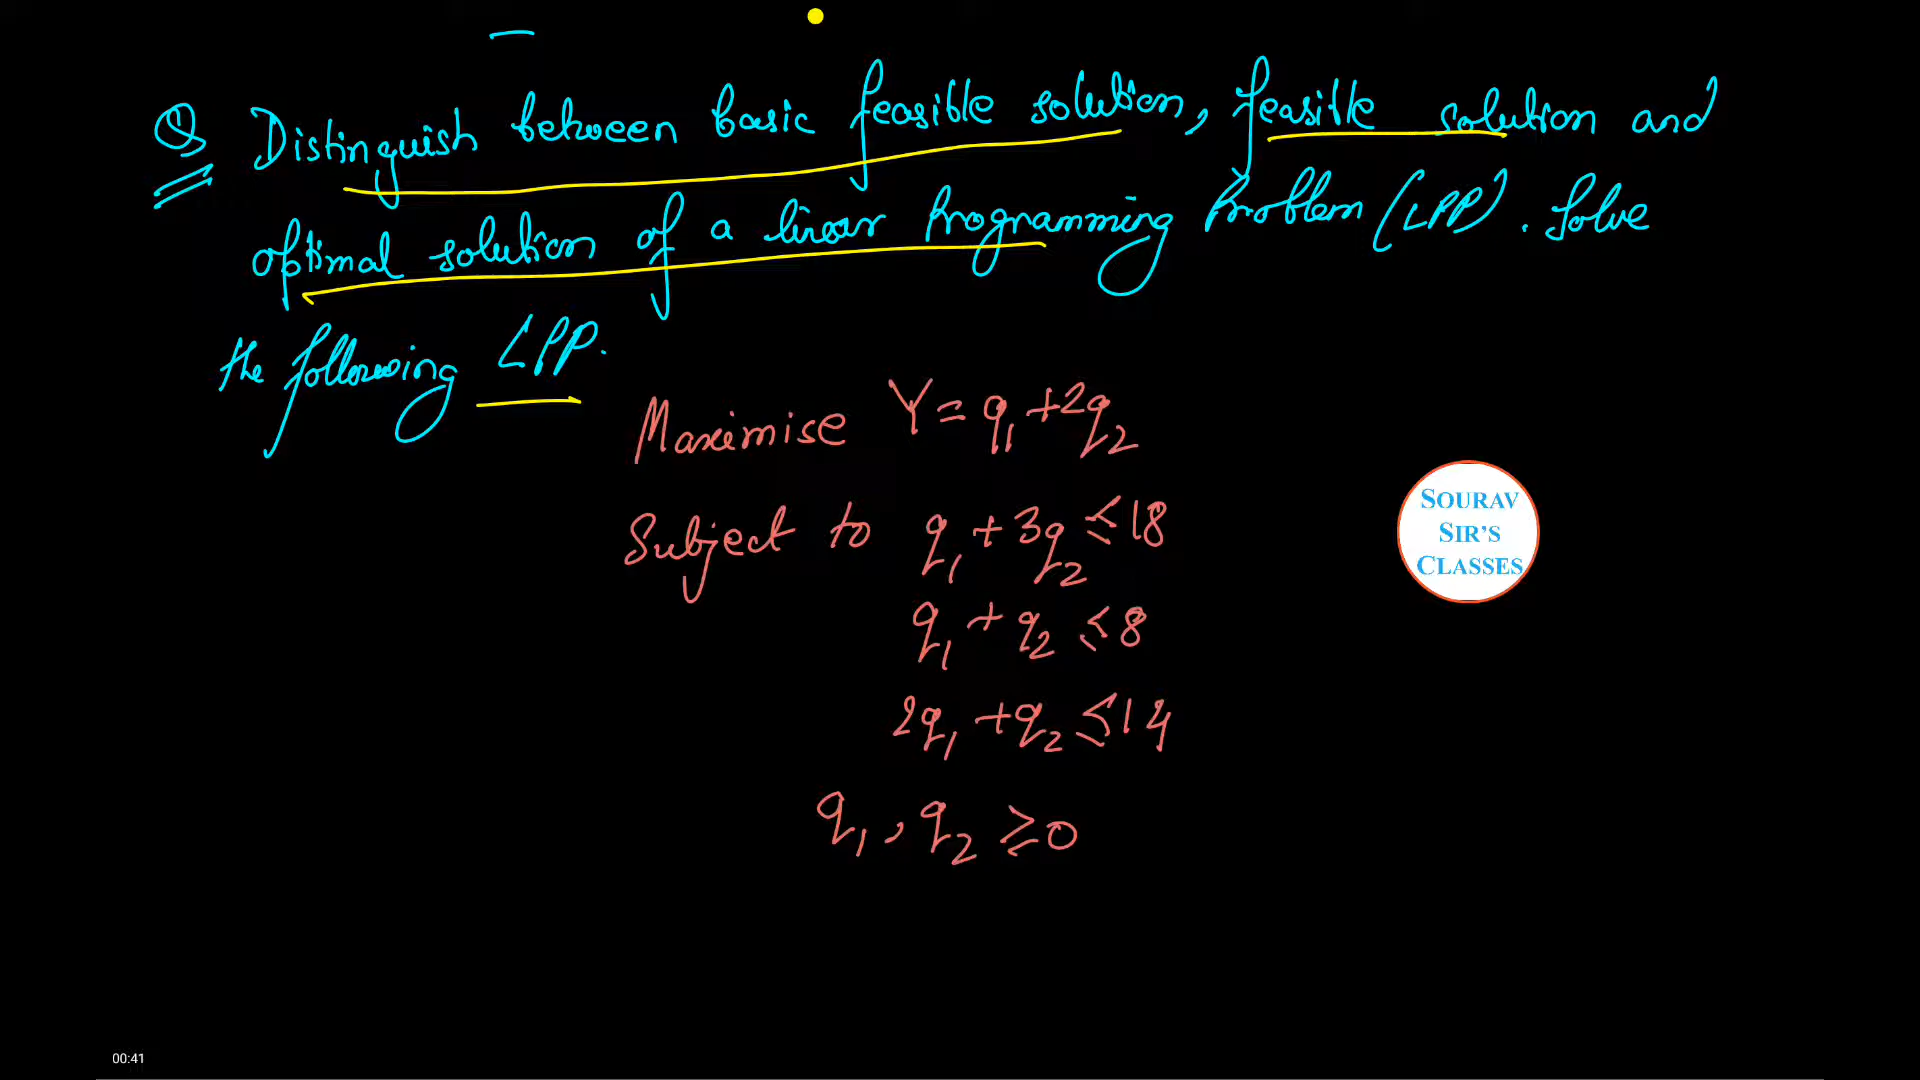 Q Distinguish between basic feasible solution, feasible solution and
optimal solution of a linear Programming Problem (LPP). Solve
the following LPP.
Maximise Y = q₁ + 2q₂
Subject to q₁ + 3q₂ ≤ 18
q₁ + q₂ ≤ 8
2q₁ + q₂ ≤ 14
q₁, q₂ ≥ 0
SOURAV
SIR'S
CLASSES
00:41